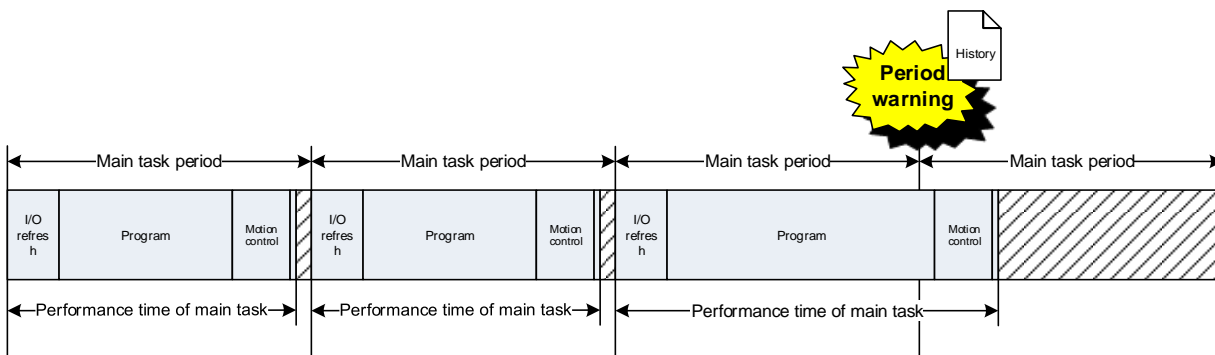 History
Period
warning
Main task period
Main task period
Main task period
Main task period
I/O
refres
h
Program
Motion
control
I/O
refres
h
Program
Motion
control
I/O
refres
h
Program
Motion
control
Performance time of main task
Performance time of main task
Performance time of main task